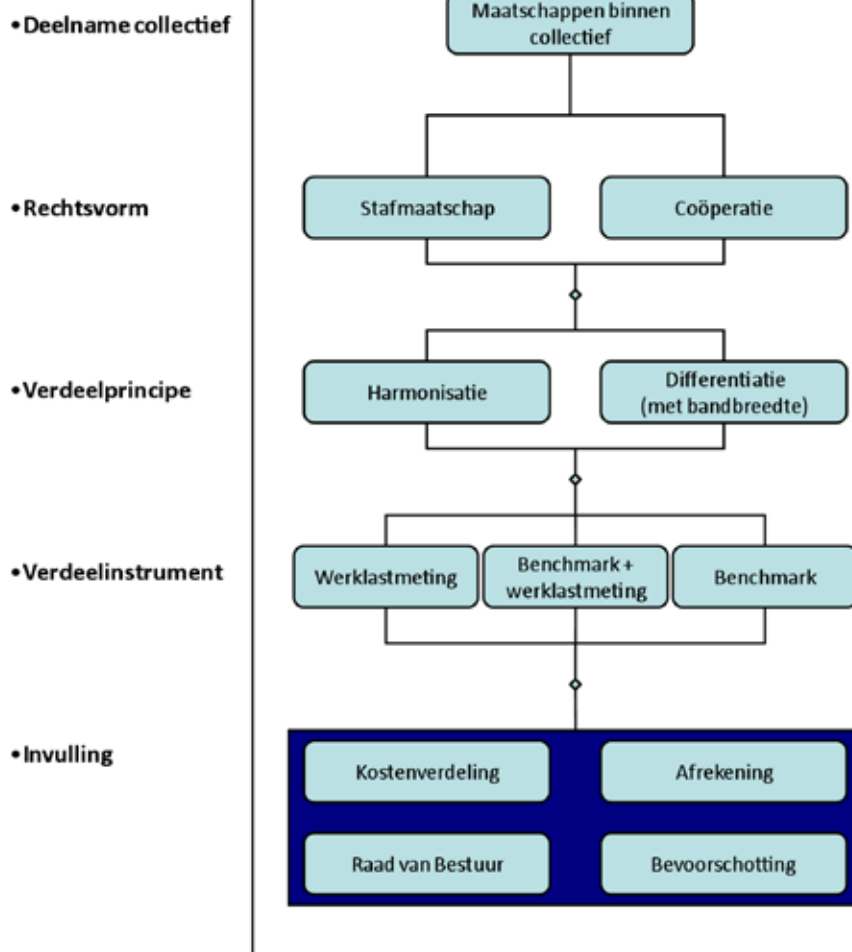 •Deelname collectief
Maatschappen binnen
collectief
•Rechtsvorm
Stafmaatschap
Coöperatie
•Verdeelprincipe
Harmonisatie
Differentiatie
(met bandbreedte)
•Verdeelinstrument
Werklastmeting
Benchmark +
werklastmeting
Benchmark
•Invulling
Kostenverdeling
Afrekening
Raad van Bestuur
Bevoorschotting